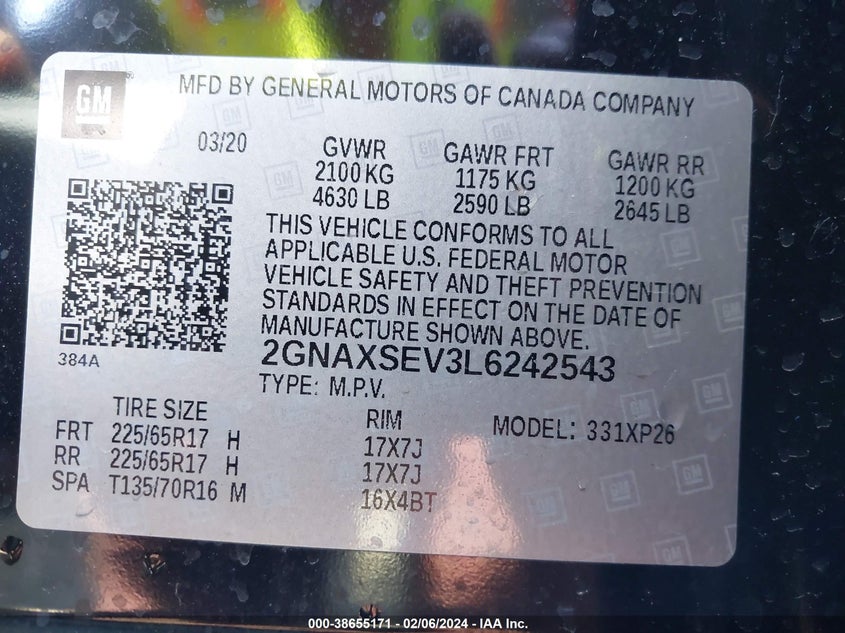 GM
MFD BY GENERAL MOTORS OF CANADA COMPANY
03/20
GVWR GAWR FRT GAWR RR
2100 KG 1175 KG 1200 KG
4630 LB 2590 LB 2645 LB
THIS VEHICLE CONFORMS TO ALL
APPLICABLE U.S. FEDERAL MOTOR
VEHICLE SAFETY AND THEFT PREVENTION
STANDARDS IN EFFECT ON THE DATE OF
MANUFACTURE SHOWN ABOVE.
384A
2GNAXSEV3L6242543
TYPE: M.P.V.
TIRE SIZE RIM MODEL: 331XP26
FRT 225/65R17 H 17X7J
RR 225/65R17 H 17X7J
SPA T135/70R16 M 16X4BT
000-38655171 - 02/06/2024 - IAA Inc.